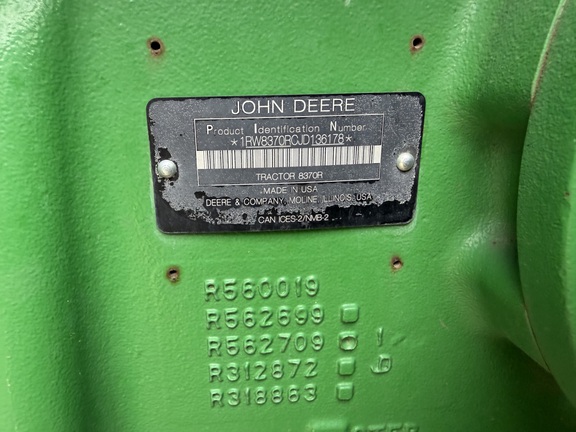 JOHN DEERE
Product Identification Number
*1RW8370RCJD136178*
TRACTOR 8370R
MADE IN USA
DEERE & COMPANY, MOLINE, ILLINOIS, USA
CAN ICES-2/NMB-2
R560019
R562699
R562709
R312872
R318863